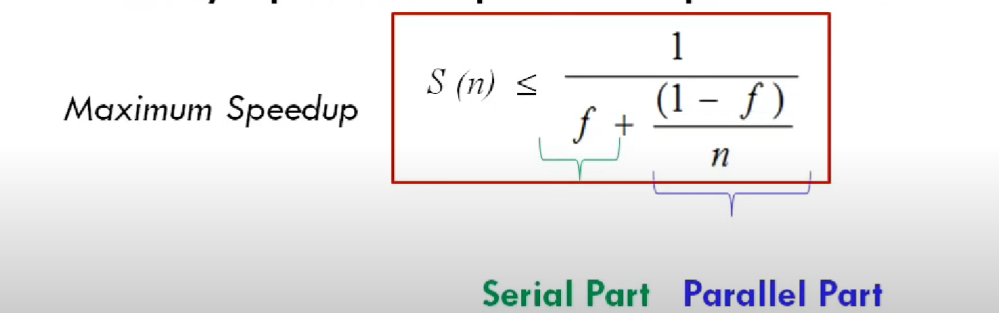 Maximum Speedup
S (n) ≤ 1 / (f + (1 - f) / n)
Serial Part Parallel Part